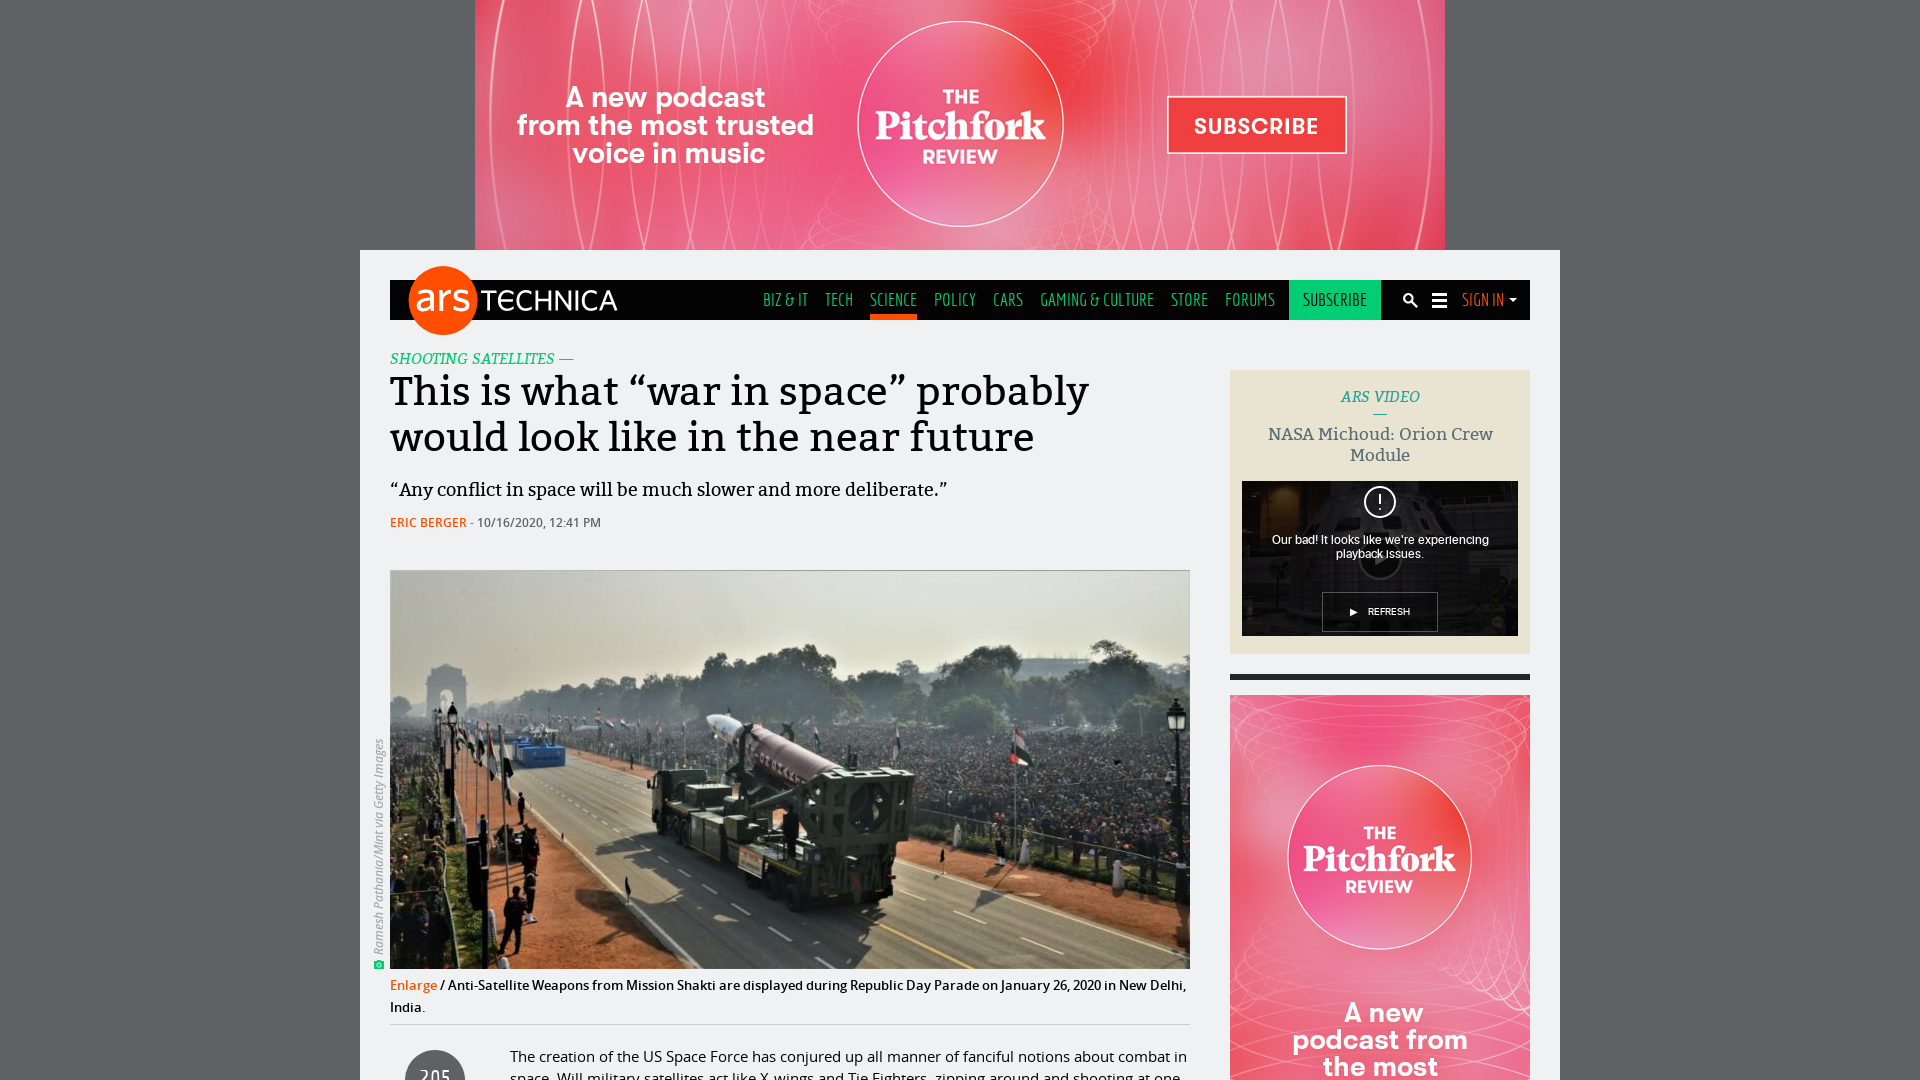 A new podcast
from the most trusted
voice in music
THE
Pitchfork
REVIEW
SUBSCRIBE
ars TECHNICA
BIZ & IT TECH SCIENCE POLICY CARS GAMING & CULTURE STORE FORUMS SUBSCRIBE SIGN IN
SHOOTING SATELLITES —
This is what “war in space” probably
would look like in the near future
“Any conflict in space will be much slower and more deliberate.”
ERIC BERGER - 10/16/2020, 12:41 PM
Ramesh Pathania/Mint via Getty Images
Enlarge / Anti-Satellite Weapons from Mission Shakti are displayed during Republic Day Parade on January 26, 2020 in New Delhi,
India.
205
The creation of the US Space Force has conjured up all manner of fanciful notions about combat in
space. Will military satellites act like X-wings and Tie Fighters, zipping around and shooting at one
ARS VIDEO
NASA Michoud: Orion Crew
Module
Our bad! It looks like we're experiencing
playback issues.
REFRESH
THE
Pitchfork
REVIEW
A new
podcast from
the most